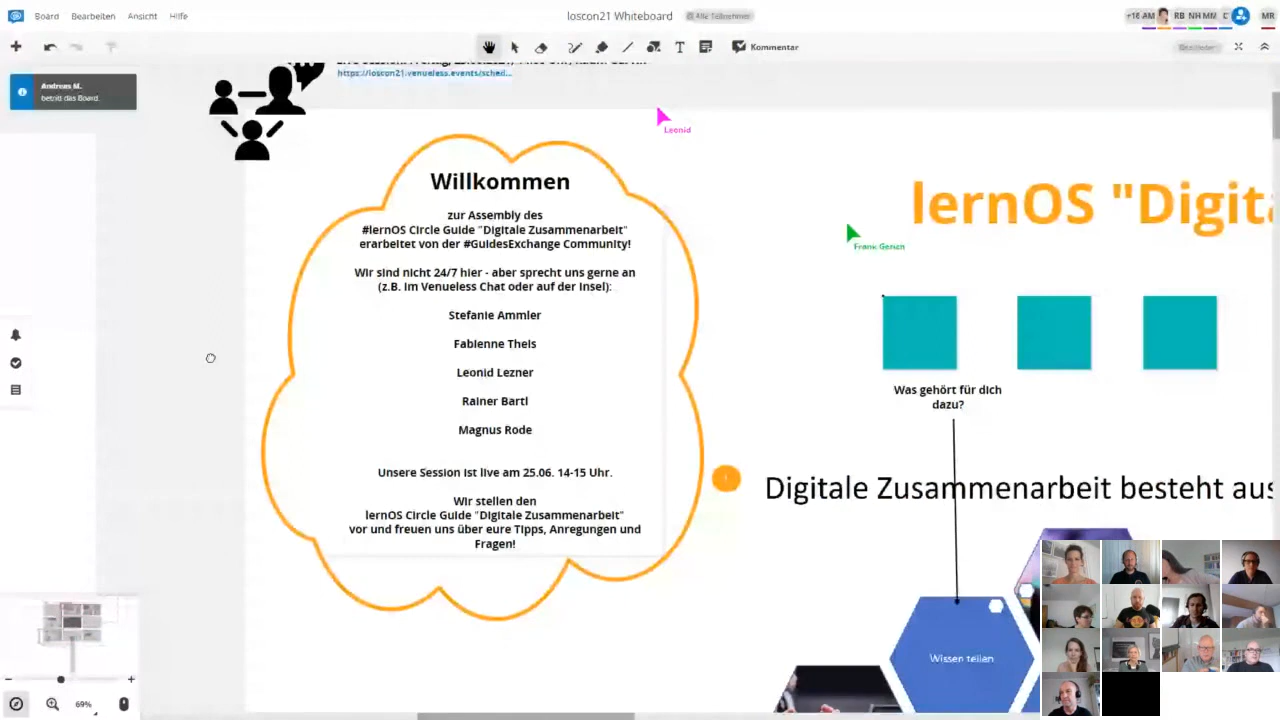 Board Bearbeiten Ansicht Hilfe
loscon21 Whiteboard
Alle Teilnehmer
+18 AM RB NH MM C MR
Kommentar
Bearbeiten
https://loscon21.venueless.events/sched...
Andreas M.
betritt das Board.
Leonid
Willkommen
zur Assembly des
#lernOS Circle Guide "Digitale Zusammenarbeit"
erarbeitet von der #GuidesExchange Community!
Wir sind nicht 24/7 hier - aber sprecht uns gerne an
(z.B. im Venueless Chat oder auf der Insel):
Stefanie Ammler
Fabienne Theis
Leonid Lezner
Rainer Bartl
Magnus Rode
Unsere Session ist live am 25.06. 14-15 Uhr.
Wir stellen den
lernOS Circle Guide "Digitale Zusammenarbeit"
vor und freuen uns über eure Tipps, Anregungen und
Fragen!
lernOS "Digita
Frank
Was gehört für dich
dazu?
Digitale Zusammenarbeit besteht aus
Wissen teilen
69%